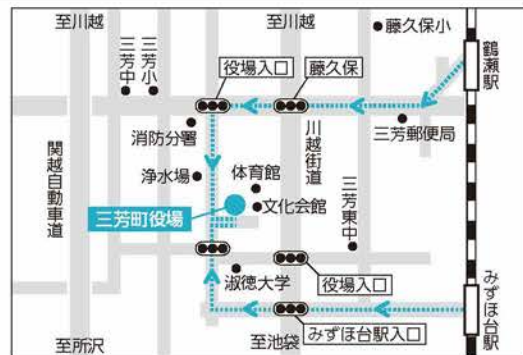 至川越
至川越
藤久保小
鶴瀬駅
三芳中
三芳小
役場入口
藤久保
消防分署
三芳郵便局
川越街道
関越自動車道
浄水場
体育館
文化会館
三芳町役場
三芳東中
淑徳大学
役場入口
みずほ台駅
みずほ台駅入口
至所沢
至池袋